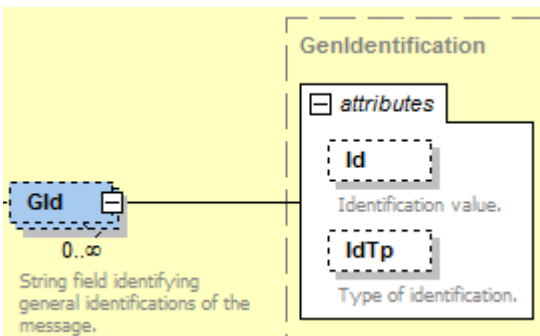 GenIdentification
attributes
Id
Identification value.
GId
0..∞
IdTp
String field identifying
general identifications of the
message.
Type of identification.